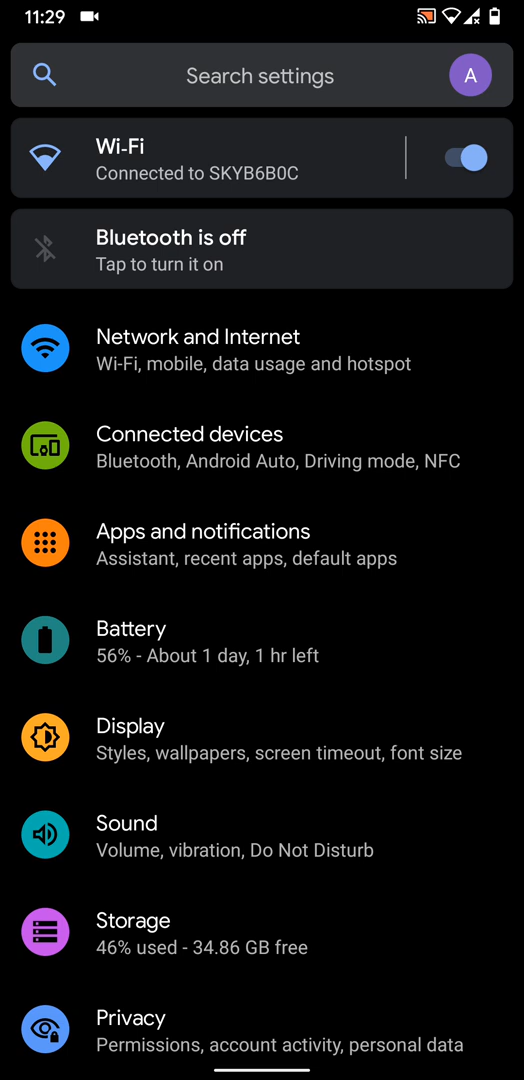 11:29
Search settings
A
Wi-Fi
Connected to SKYB6B0C
Bluetooth is off
Tap to turn it on
Network and Internet
Wi-Fi, mobile, data usage and hotspot
Connected devices
Bluetooth, Android Auto, Driving mode, NFC
Apps and notifications
Assistant, recent apps, default apps
Battery
56% - About 1 day, 1 hr left
Display
Styles, wallpapers, screen timeout, font size
Sound
Volume, vibration, Do Not Disturb
Storage
46% used - 34.86 GB free
Privacy
Permissions, account activity, personal data